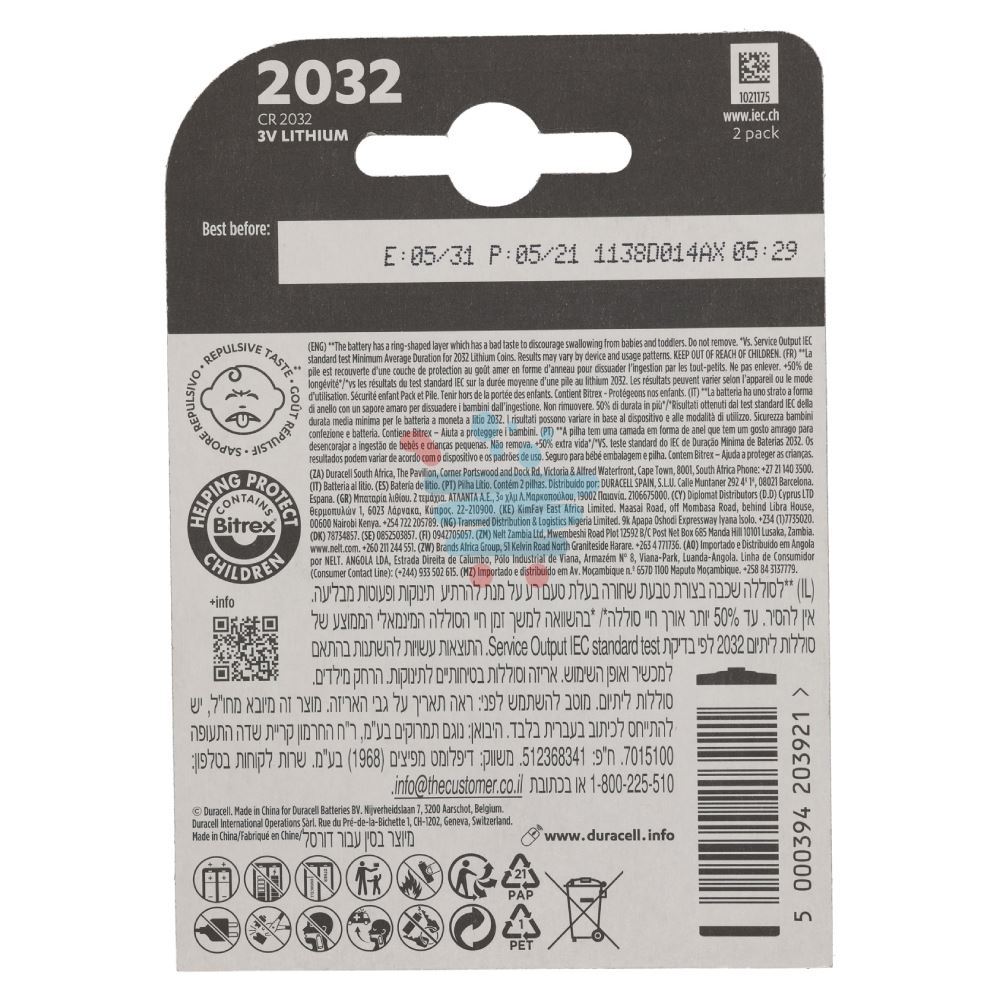 2032
CR 2032
3V LITHIUM
1021175
www.iec.ch
2 pack
Best before:
E:05/31 P:05/21 1138D014AX 05:29
REPULSIVE TASTE • GOÛT RÉPULSIF • SAPORE REPULSIVO •
(ENG) **The battery has a ring-shaped layer which has a bad taste to discourage swallowing from babies and toddlers. Do not remove. *Vs. Service Output IEC
standard test Minimum Average Duration for 2032 Lithium Coins. Results may vary by device and usage patterns. KEEP OUT OF REACH OF CHILDREN. (FR) **La
pile est recouverte d'une couche de protection au goût amer en forme d'anneau pour dissuader l'ingestion par les tout-petits. Ne pas enlever. +50% de
longévité*/*vs les résultats du test standard IEC sur la durée moyenne d'une pile au lithium 2032. Les résultats peuvent varier selon l'appareil ou le mode
d'utilisation. Sécurité enfant Pack et Pile. Tenir hors de la portée des enfants. Contient Bitrex - Protégeons nos enfants. (IT) **La batteria ha uno strato a forma
di anello con un sapore amaro per dissuadere i bambini dall'ingestione. Non rimuovere. 50% di durata in più*/*Risultati ottenuti dal test standard IEC della
durata media minima per le batterie a moneta a litio 2032. I risultati possono variare in base al dispositivo e alle modalità di utilizzo. Sicurezza bambini
confezione e batteria. Contiene Bitrex – Aiuta a proteggere i bambini. (PT) **A pilha tem uma camada em forma de anel que tem um gosto amargo para
desencorajar a ingestão de bebés e crianças pequenas. Não remova. +50% extra vida*/*VS. teste standard do IEC de Duração Mínima de Baterias 2032. Os
resultados podem variar de acordo com o dispositivo e os padrões de uso. Seguro para bébé embalagem e pilha. Contem Bitrex – Ajuda a proteger as crianças.
HELPING PROTECT CHILDREN
CONTAINS
Bitrex®
(ZA) Duracell South Africa, The Pavilion, Corner Portswood and Dock Rd, Victoria & Alfred Waterfront, Cape Town, 8001, South Africa Phone: +27 21 140 3500.
(IT) Batteria al litio. (ES) Batería de litio. (PT) Pilha Lítio. Contém 2 pilhas. Distribuido por DURACELL SPAIN, S.L.U. Calle Muntaner 292 4º 1ª, 08021 Barcelona.
Espana. (GR) Μπαταρία λιθίου. 2 τεμάχια. ΑΤΛΑΝΤΑ Α.Ε., 3ο χλμ Λ.Μαρκοπούλου, 19002 Παιανία. 2106675000. (CY) Diplomat Distributors (D.D) Cyprus LTD
Θερμοπυλών 1, 6023 Λάρνακα, Κύπρος. 22-210900. (KE) KimFay East Africa Limited. Maasai Road, off Mombasa Road, behind Libra House,
00600 Nairobi Kenya. +254 722 205789. (NG) Transmed Distribution & Logistics Nigeria Limited. 9k Apapa Oshodi Expressway Iyana Isolo. +234 (1)7735020.
(DK) 78734857. (SE) 0852503857. (FI) 0942705057. (ZM) Nelt Zambia Ltd, Mwembeshi Road Plot 12592 B/C Post Net Box 685 Manda Hill 10101 Lusaka, Zambia.
www.nelt.com. +260 211 244 551. (ZW) Brands Africa Group, 51 Kelvin Road North Graniteside Harare. +263 4 771736. (AO) Importado e Distribuido em Angola
por NELT. ANGOLA LDA, Estrada Direita de Calumbo, Pólo Industrial de Viana, Armazém Nº 8, Viamp, Viana-Luanda, Luanda-Angola. Linha de Consumidor
(Consumer Contact Line): (+244) 933 502 615. (MZ) Importado e distribuido em Av. Moçambique n.º 657D 1100 Maputo Moçambique. +258 84 3137779.
+info
(IL) **לסוללה שכבה בצורת טבעת שחורה בעלת טעם רע על מנת להרתיע תינוקות ופעוטות מבליעה.
אין להסיר. עד 50% יותר אורך חיי סוללה*/ *בהשוואה למשך זמן חיי הסוללה המינמאלי הממוצע של
סוללות ליתיום 2032 לפי בדיקת Service Output IEC standard test. התוצאות עשויות להשתנות בהתאם
למכשיר ואופן השימוש. אריזה וסוללות בטיחותיים לתינוקות. הרחק מילדים.
סוללות ליתיום. מוטב להשתמש לפני: ראה תאריך על גבי האריזה. מוצר זה מיובא מחו"ל, יש
להתייחס לכיתוב בעברית בלבד. היבואן: נוגם תמרוקים בע"מ, ר"ח החרמון קריית שדה התעופה
7015100. ח"פ: 512368341. משווק: דיפלומט מפיצים (1968) בע"מ. שרות לקוחות בטלפון:
1-800-225-510 או בכתובת info@thecustomer.co.il.
© Duracell. Made in China for Duracell Batteries BV. Nijverheidslaan 7, 3200 Aarschot, Belgium.
Duracell International Operations Sàrl. Rue du Pré-de-la-Bichette 1, CH-1202, Geneva, Switzerland.
Made in China/Fabriqué en Chine/מיוצר בסין עבור דורסל
www.duracell.info
21
PAP
1
PET
5 000394 203921 >